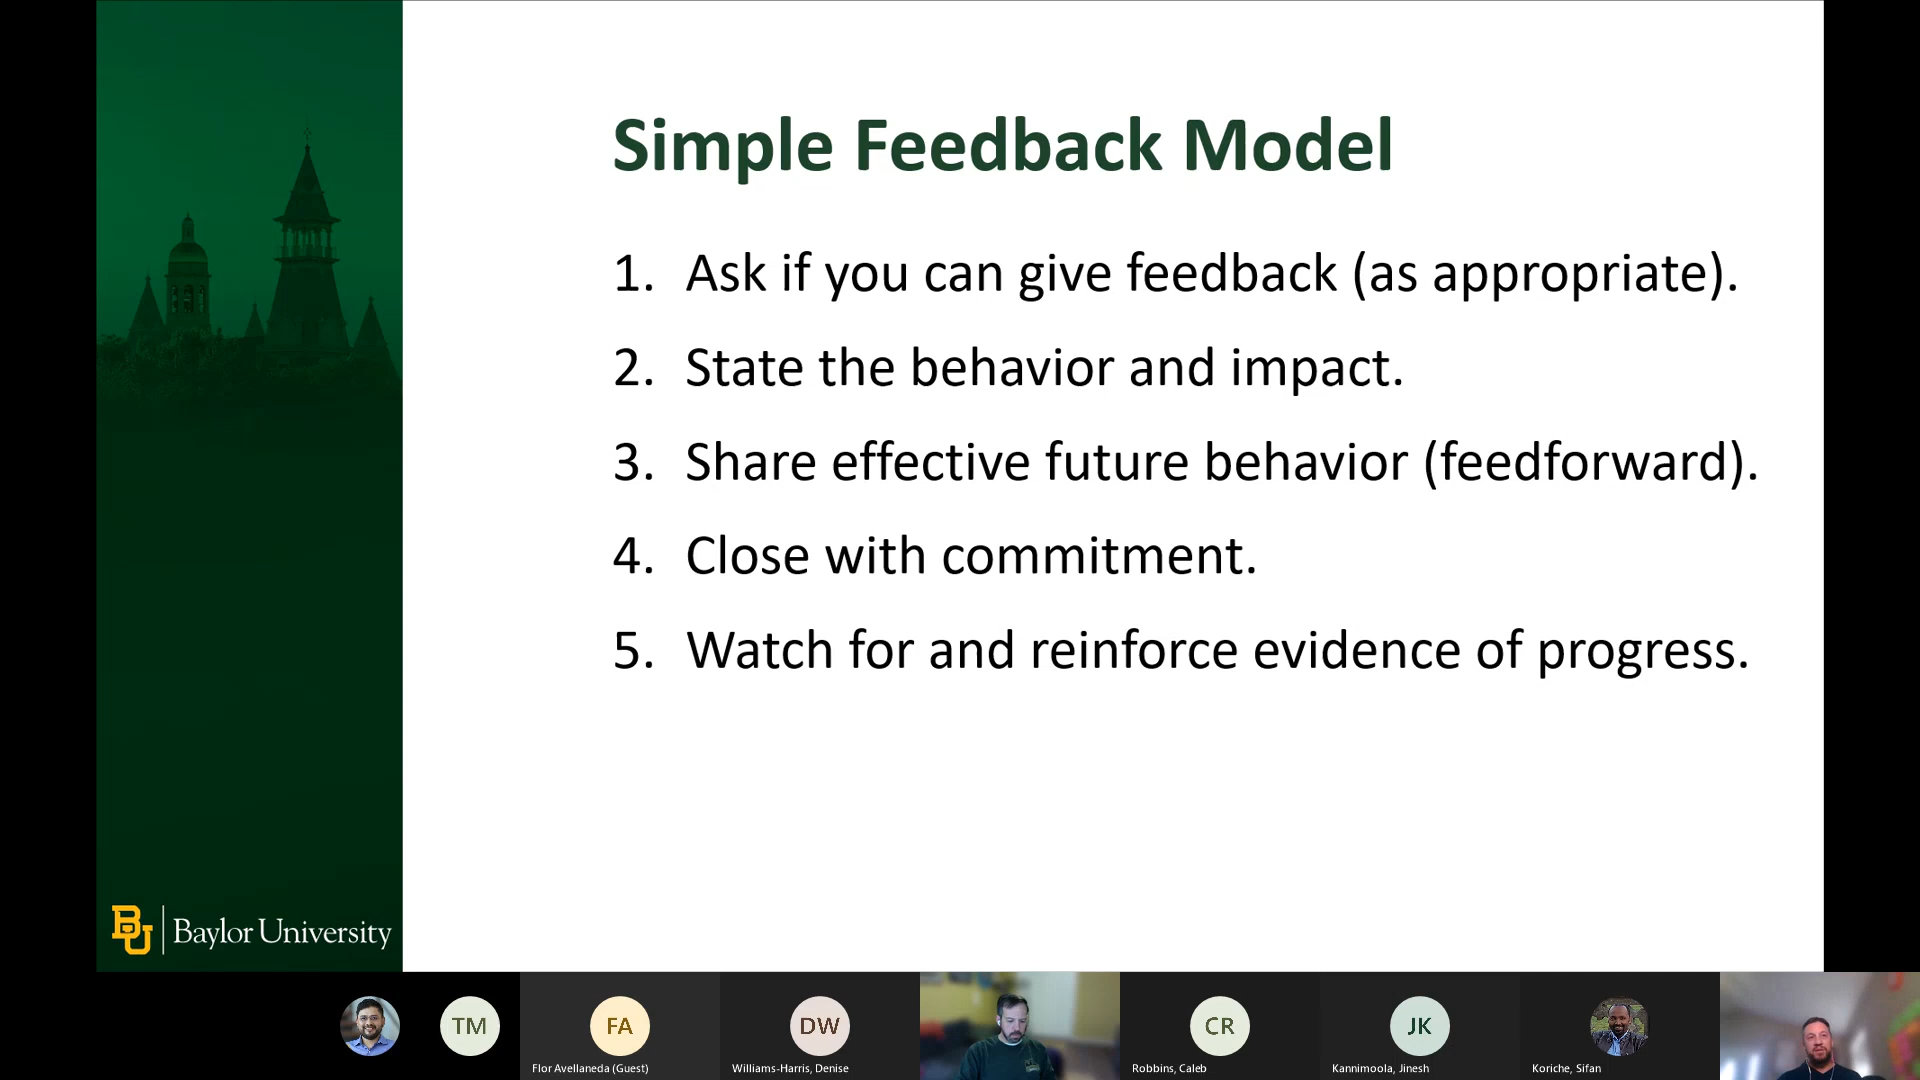 Simple Feedback Model
1. Ask if you can give feedback (as appropriate).
2. State the behavior and impact.
3. Share effective future behavior (feedforward).
4. Close with commitment.
5. Watch for and reinforce evidence of progress.
BU Baylor University
TM
FA
DW
CR
JK
Flor Avellaneda (Guest)
Williams-Harris, Denise
Robbins, Caleb
Kannimoola, Jinesh
Koriche, Sifan